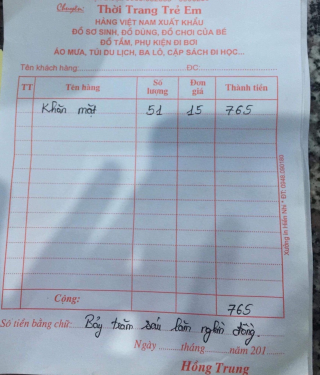 Chuyên: Thời Trang Trẻ Em
HÀNG VIỆT NAM XUẤT KHẨU
ĐỒ SƠ SINH, ĐỒ DÙNG, ĐỒ CHƠI CỦA BÉ
ĐỒ TẮM, PHỤ KIỆN ĐI BƠI
ÁO MƯA, TÚI DU LỊCH, BA LÔ, CẶP SÁCH ĐI HỌC...
Tên khách hàng: ĐC:
TT Tên hàng Số lượng Đơn giá Thành tiền
Khăn mặt 51 15 765
Cộng: 765
Số tiền bằng chữ: Bảy trăm sáu lăm nghìn đồng.
Ngày.........tháng.........năm 201......
Hồng Trung